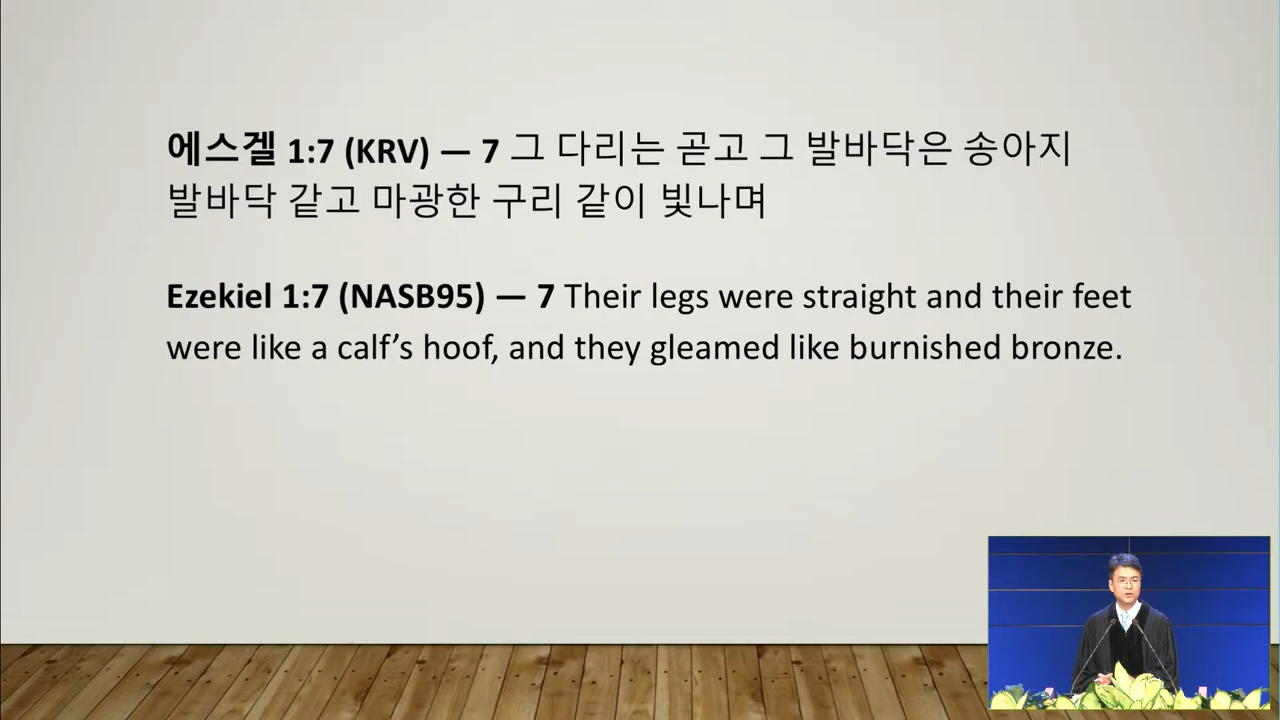 에스겔 1:7 (KRV) — 7 그 다리는 곧고 그 발바닥은 송아지
발바닥 같고 마광한 구리 같이 빛나며
Ezekiel 1:7 (NASB95) — 7 Their legs were straight and their feet
were like a calf’s hoof, and they gleamed like burnished bronze.